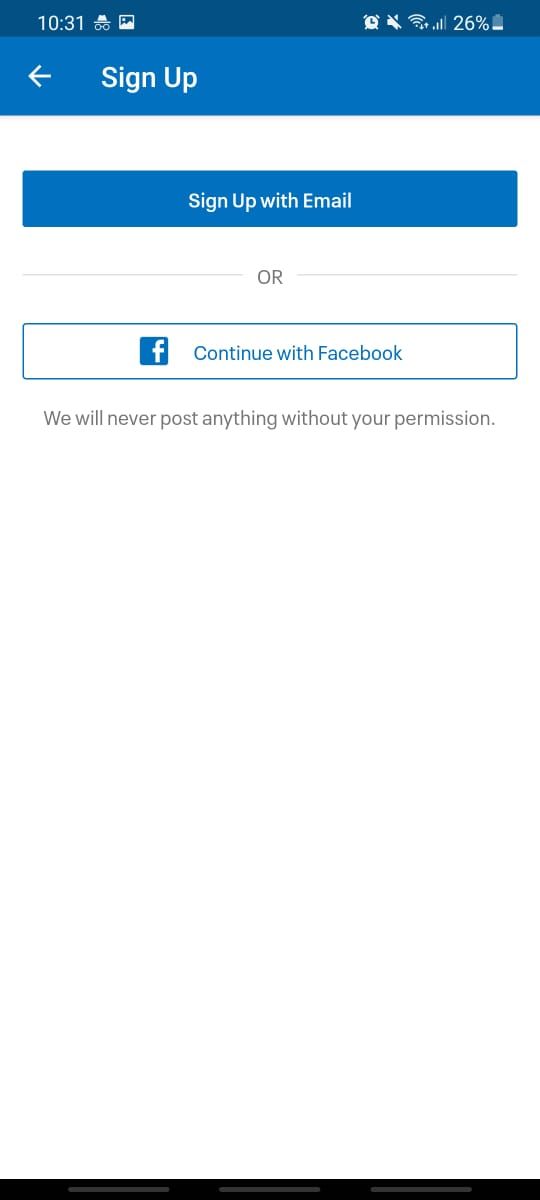 10:31 26%
Sign Up
Sign Up with Email
OR
f Continue with Facebook
We will never post anything without your permission.